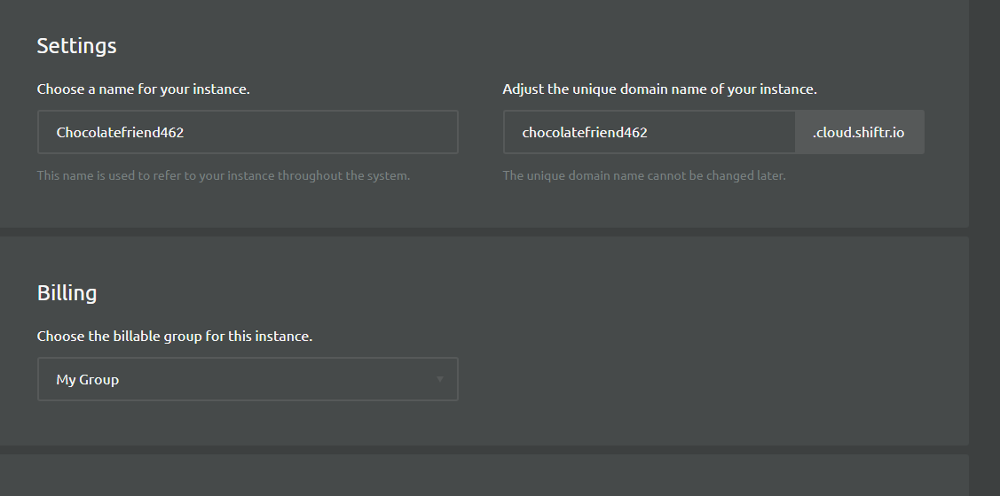 Settings
Choose a name for your instance.
Adjust the unique domain name of your instance.
Chocolatefriend462
chocolatefriend462 .cloud.shiftr.io
This name is used to refer to your instance throughout the system.
The unique domain name cannot be changed later.
Billing
Choose the billable group for this instance.
My Group